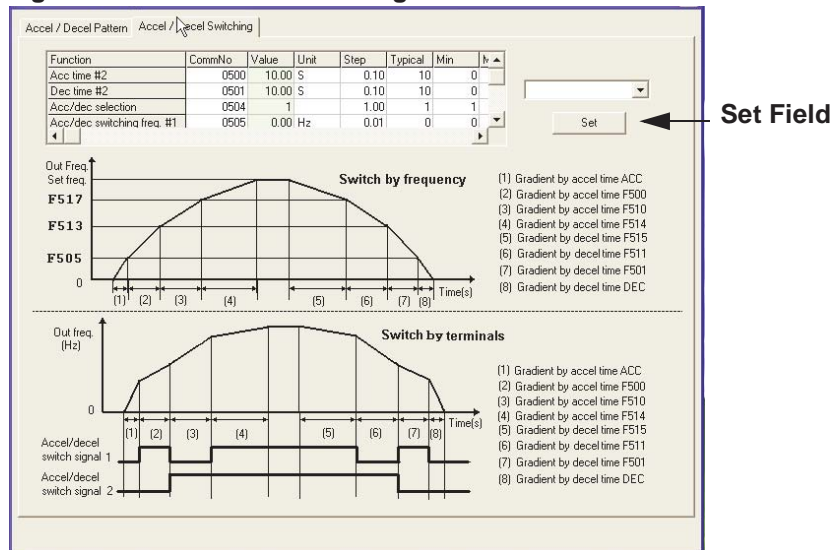 Accel / Decel Pattern Accel / Decel Switching
Function CommNo Value Unit Step Typical Min
Acc time #2 0500 10.00 S 0.10 10 0
Dec time #2 0501 10.00 S 0.10 10 0
Acc/dec selection 0504 1 1.00 1 1
Acc/dec switching freq. #1 0505 0.00 Hz 0.01 0 0
Set
Set Field
Out Freq.
Set freq.
F517
F513
F505
0
Switch by frequency
(1) (2) (3) (4) (5) (6) (7) (8)
Time(s)
(1) Gradient by accel time ACC
(2) Gradient by accel time F500
(3) Gradient by accel time F510
(4) Gradient by accel time F514
(5) Gradient by decel time F515
(6) Gradient by decel time F511
(7) Gradient by decel time F501
(8) Gradient by decel time DEC
Out freq.
(Hz)
0
Switch by terminals
Time(s)
(1) (2) (3) (4) (5) (6) (7) (8)
Accel/decel
switch signal 1
Accel/decel
switch signal 2
(1) Gradient by accel time ACC
(2) Gradient by accel time F500
(3) Gradient by accel time F510
(4) Gradient by accel time F514
(5) Gradient by decel time F515
(6) Gradient by decel time F511
(7) Gradient by decel time F501
(8) Gradient by decel time DEC